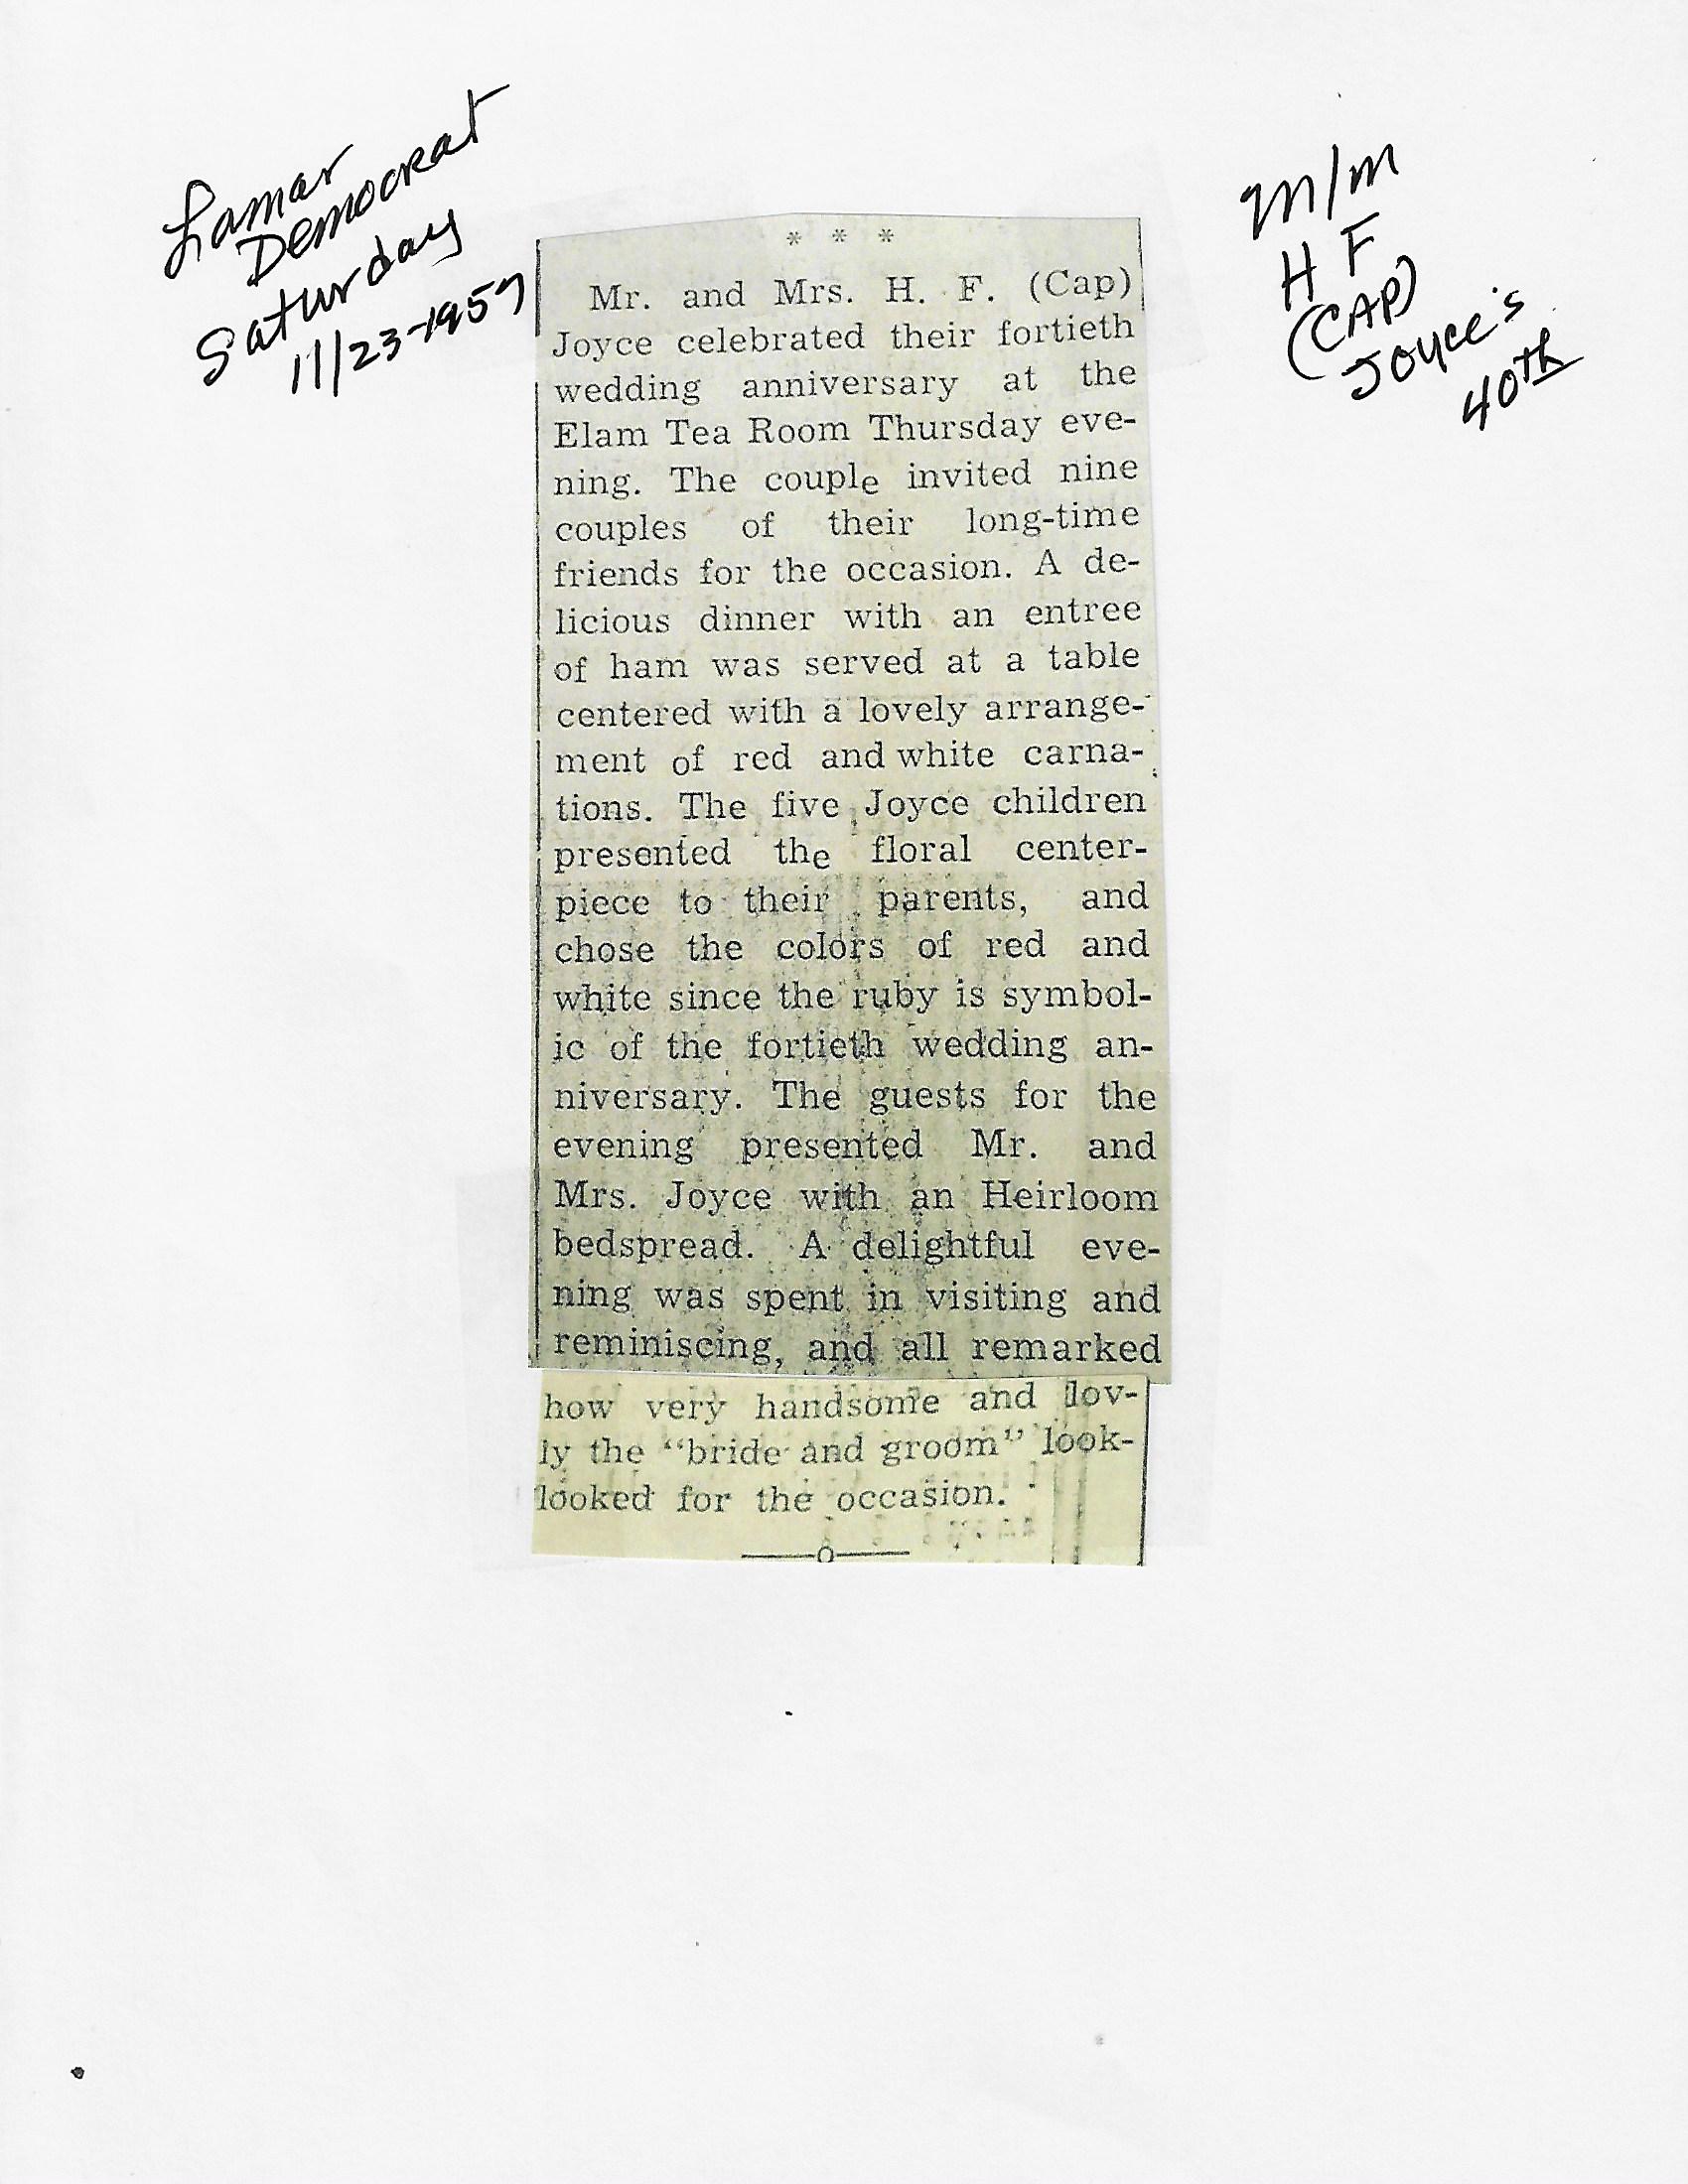 Lamar
Democrat
Saturday
11/23-1957
M/M
H F
(CAP)
Joyce's
40th
* * *
Mr. and Mrs. H. F. (Cap)
Joyce celebrated their fortieth
wedding anniversary at the
Elam Tea Room Thursday eve-
ning. The couple invited nine
couples of their long-time
friends for the occasion. A de-
licious dinner with an entree
of ham was served at a table
centered with a lovely arrange-
ment of red and white carna-
tions. The five Joyce children
presented the floral center-
piece to their parents, and
chose the colors of red and
white since the ruby is symbol-
ic of the fortieth wedding an-
niversary. The guests for the
evening presented Mr. and
Mrs. Joyce with an Heirloom
bedspread. A delightful eve-
ning was spent in visiting and
reminiscing, and all remarked
how very handsome and lov-
ly the "bride and groom" look-
looked for the occasion.